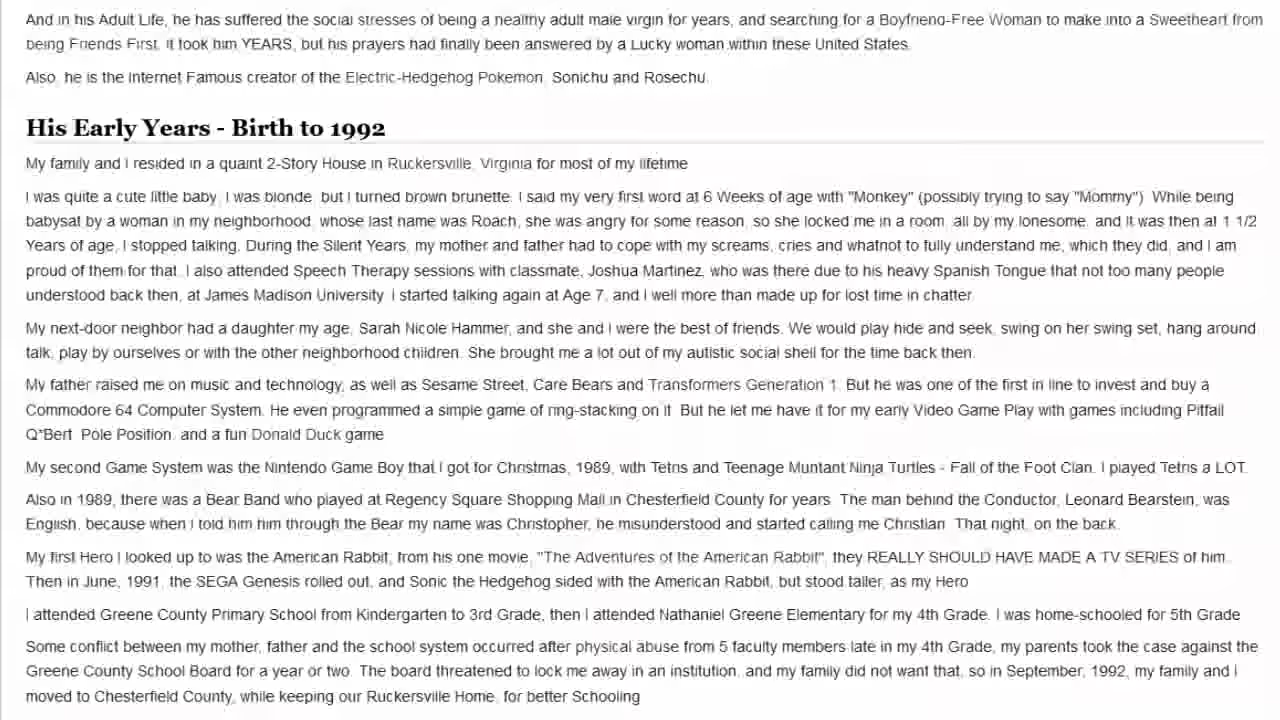 And in his Adult Life, he has suffered the social stresses of being a healthy adult male virgin for years, and searching for a Boyfriend-Free Woman to make into a Sweetheart from
being Friends First. It took him YEARS, but his prayers had finally been answered by a Lucky woman within these United States.
Also, he is the Internet Famous creator of the Electric-Hedgehog Pokemon, Sonichu and Rosechu.
His Early Years - Birth to 1992
My family and I resided in a quaint 2-Story House in Ruckersville, Virginia for most of my lifetime
I was quite a cute little baby, I was blonde, but I turned brown brunette. I said my very first word at 6 Weeks of age with "Monkey" (possibly trying to say "Mommy"). While being
babysat by a woman in my neighborhood, whose last name was Roach, she was angry for some reason, so she locked me in a room, all by my lonesome, and it was then at 1 1/2
Years of age, I stopped talking. During the Silent Years, my mother and father had to cope with my screams, cries and whatnot to fully understand me, which they did, and I am
proud of them for that. I also attended Speech Therapy sessions with classmate, Joshua Martinez, who was there due to his heavy Spanish Tongue that not too many people
understood back then, at James Madison University. I started talking again at Age 7, and I well more than made up for lost time in chatter.
My next-door neighbor had a daughter my age, Sarah Nicole Hammer, and she and I were the best of friends. We would play hide and seek, swing on her swing set, hang around
talk, play by ourselves or with the other neighborhood children. She brought me a lot out of my autistic social shell for the time back then.
My father raised me on music and technology, as well as Sesame Street, Care Bears and Transformers Generation 1. But he was one of the first in line to invest and buy a
Commodore 64 Computer System. He even programmed a simple game of ring-stacking on it. But he let me have it for my early Video Game Play with games including Pitfall
Q*Bert, Pole Position, and a fun Donald Duck game
My second Game System was the Nintendo Game Boy that I got for Christmas, 1989, with Tetris and Teenage Muntant Ninja Turtles - Fall of the Foot Clan. I played Tetris a LOT.
Also in 1989, there was a Bear Band who played at Regency Square Shopping Mall in Chesterfield County for years. The man behind the Conductor, Leonard Bearstein, was
English, because when I told him him through the Bear my name was Christopher, he misunderstood and started calling me Christian. That night, on the back.
My first Hero I looked up to was the American Rabbit, from his one movie, "The Adventures of the American Rabbit", they REALLY SHOULD HAVE MADE A TV SERIES of him.
Then in June, 1991, the SEGA Genesis rolled out, and Sonic the Hedgehog sided with the American Rabbit, but stood taller, as my Hero
I attended Greene County Primary School from Kindergarten to 3rd Grade, then I attended Nathaniel Greene Elementary for my 4th Grade. I was home-schooled for 5th Grade
Some conflict between my mother, father and the school system occurred after physical abuse from 5 faculty members late in my 4th Grade, my parents took the case against the
Greene County School Board for a year or two. The board threatened to lock me away in an institution, and my family did not want that, so in September, 1992, my family and I
moved to Chesterfield County, while keeping our Ruckersville Home, for better Schooling